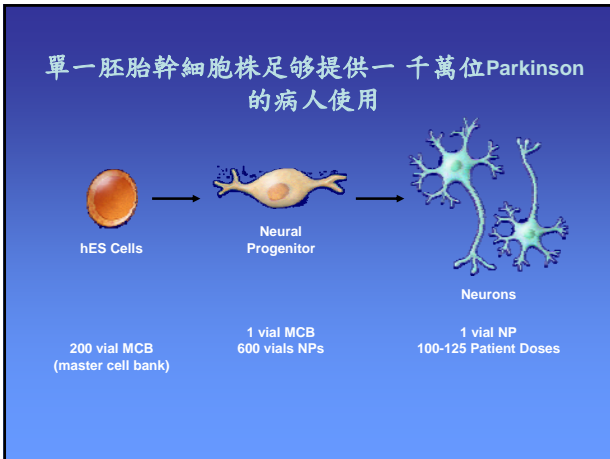 單一胚胎幹細胞株足够提供一 千萬位Parkinson
的病人使用
hES Cells
Neural
Progenitor
Neurons
200 vial MCB
(master cell bank)
1 vial MCB
600 vials NPs
1 vial NP
100-125 Patient Doses